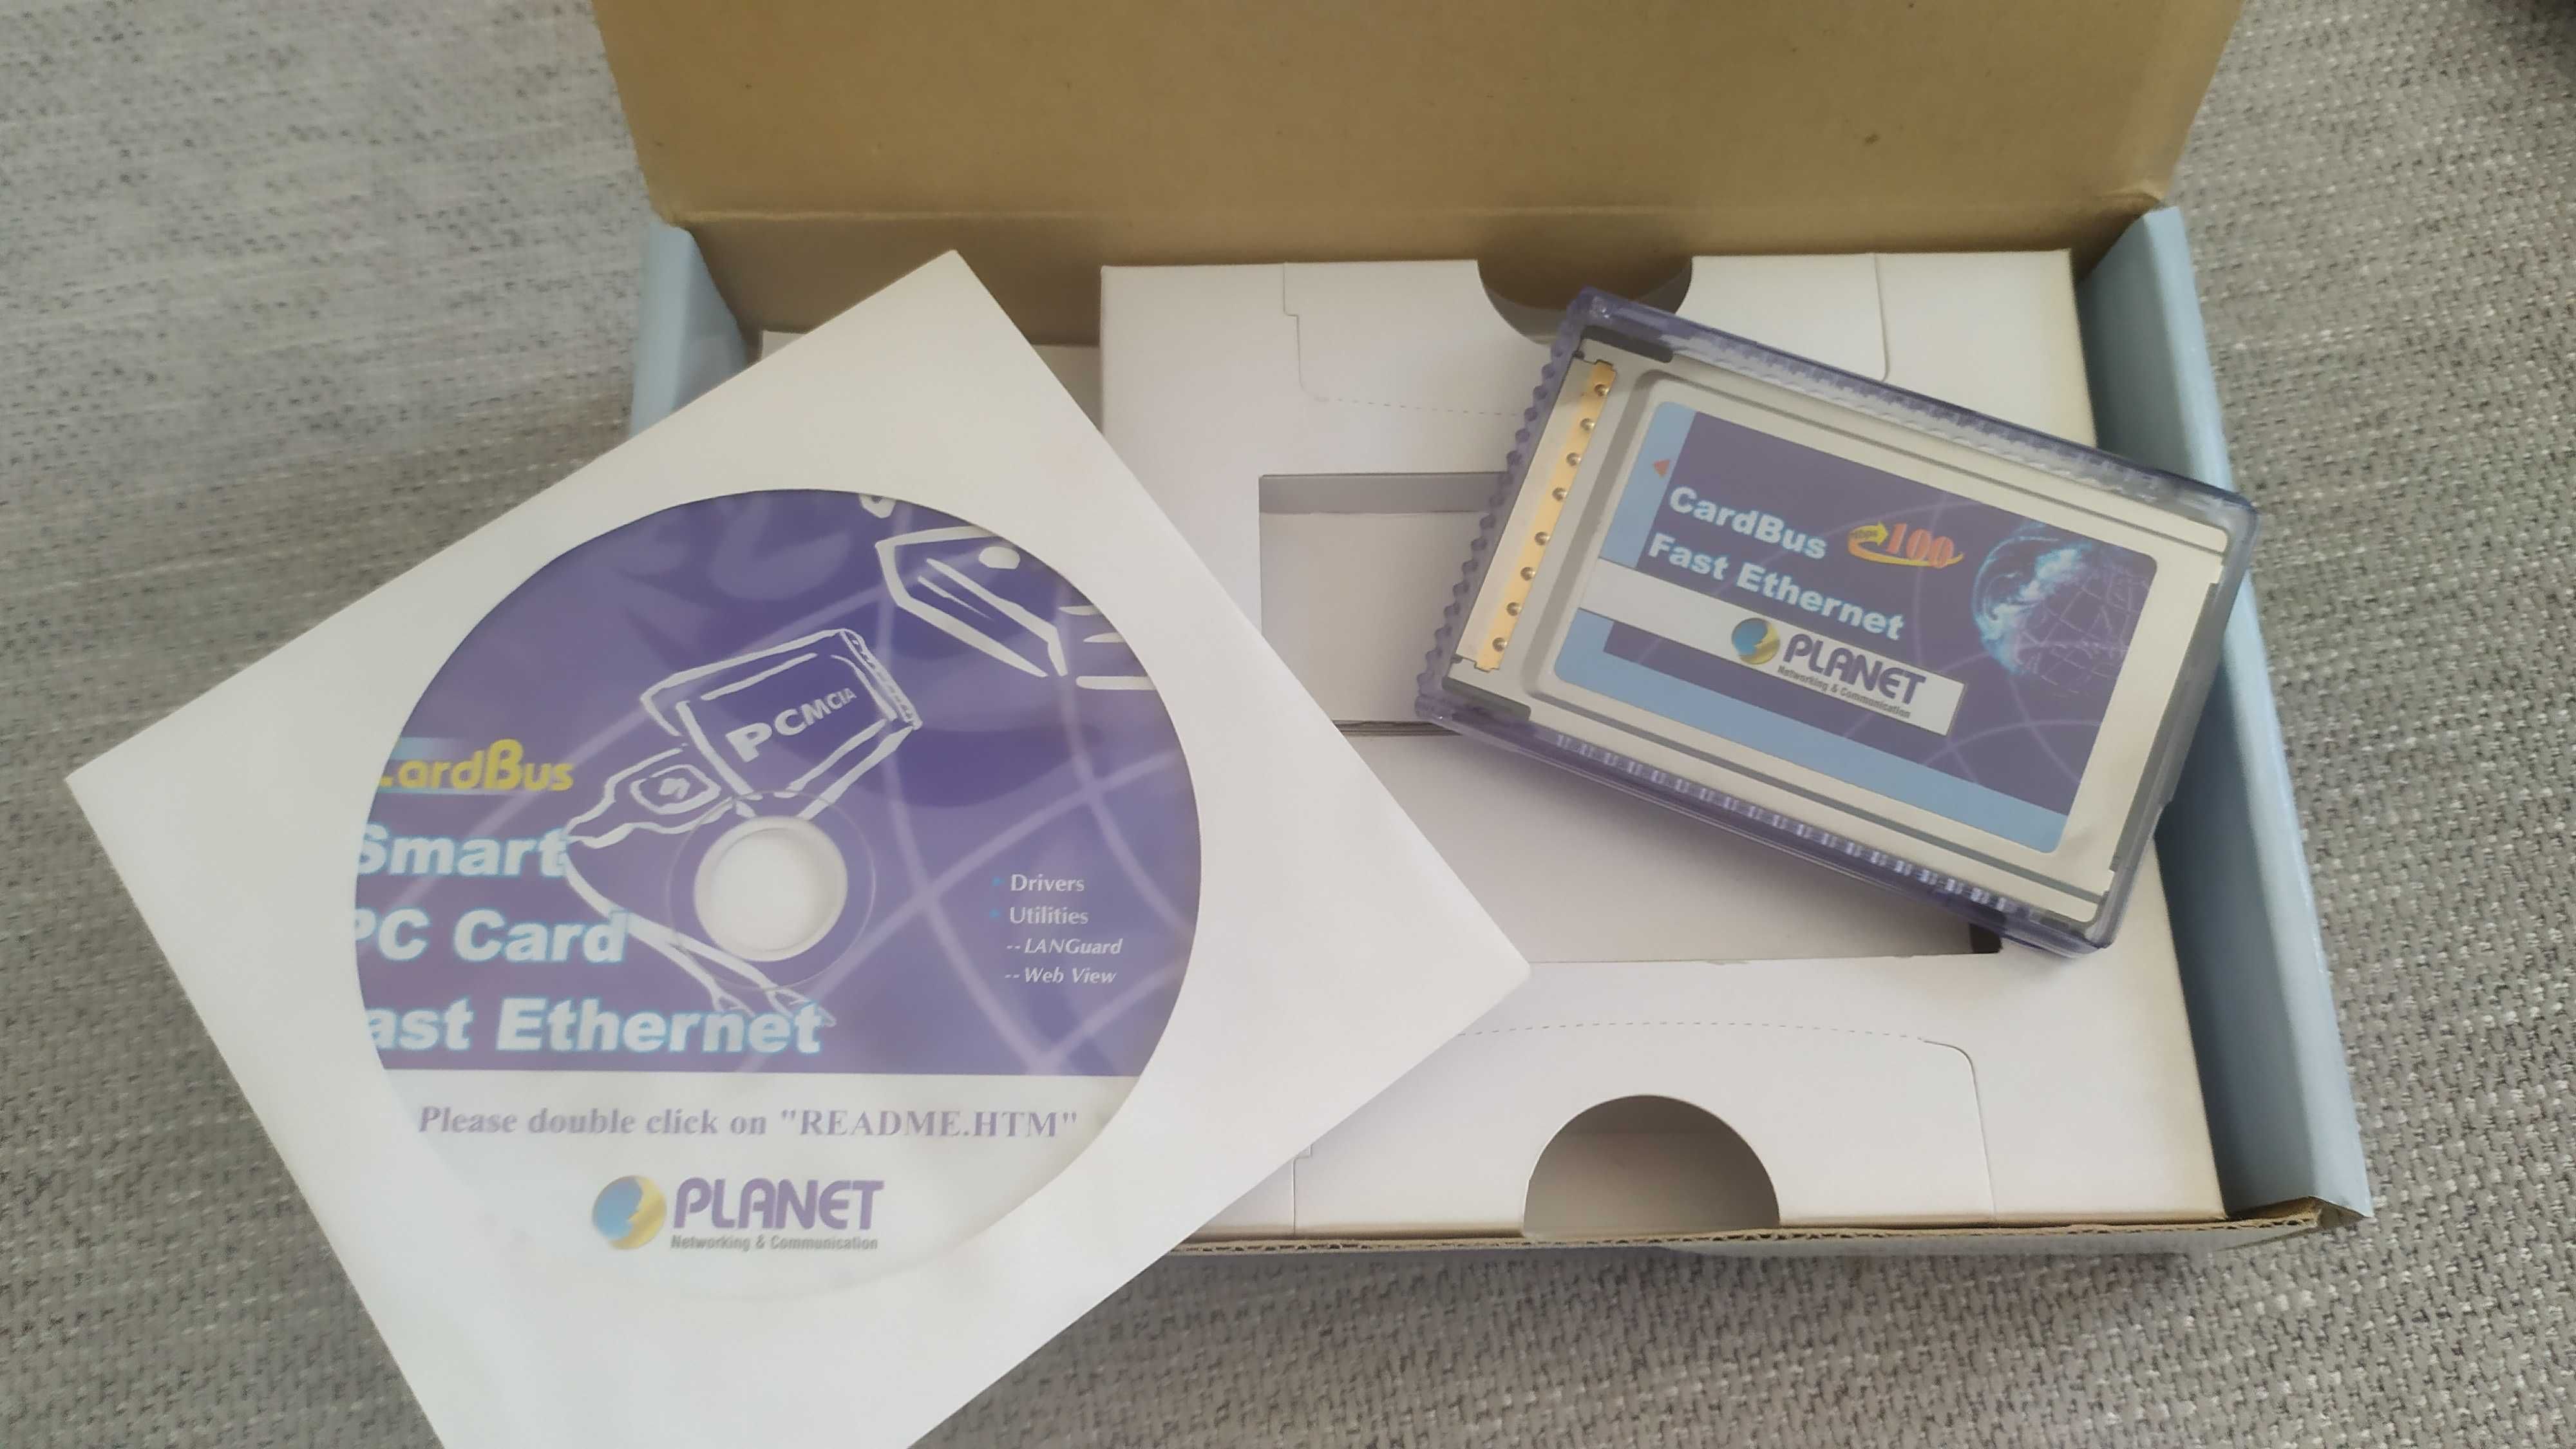 PCMCIA
ardBus
Smart
PC Card
ast Ethernet
Drivers
Utilities
--LANGuard
--Web View
Please double click on "README.HTM"
PLANET
Networking & Communication
CardBus 100
Fast Ethernet
PLANET
Networking & Communication